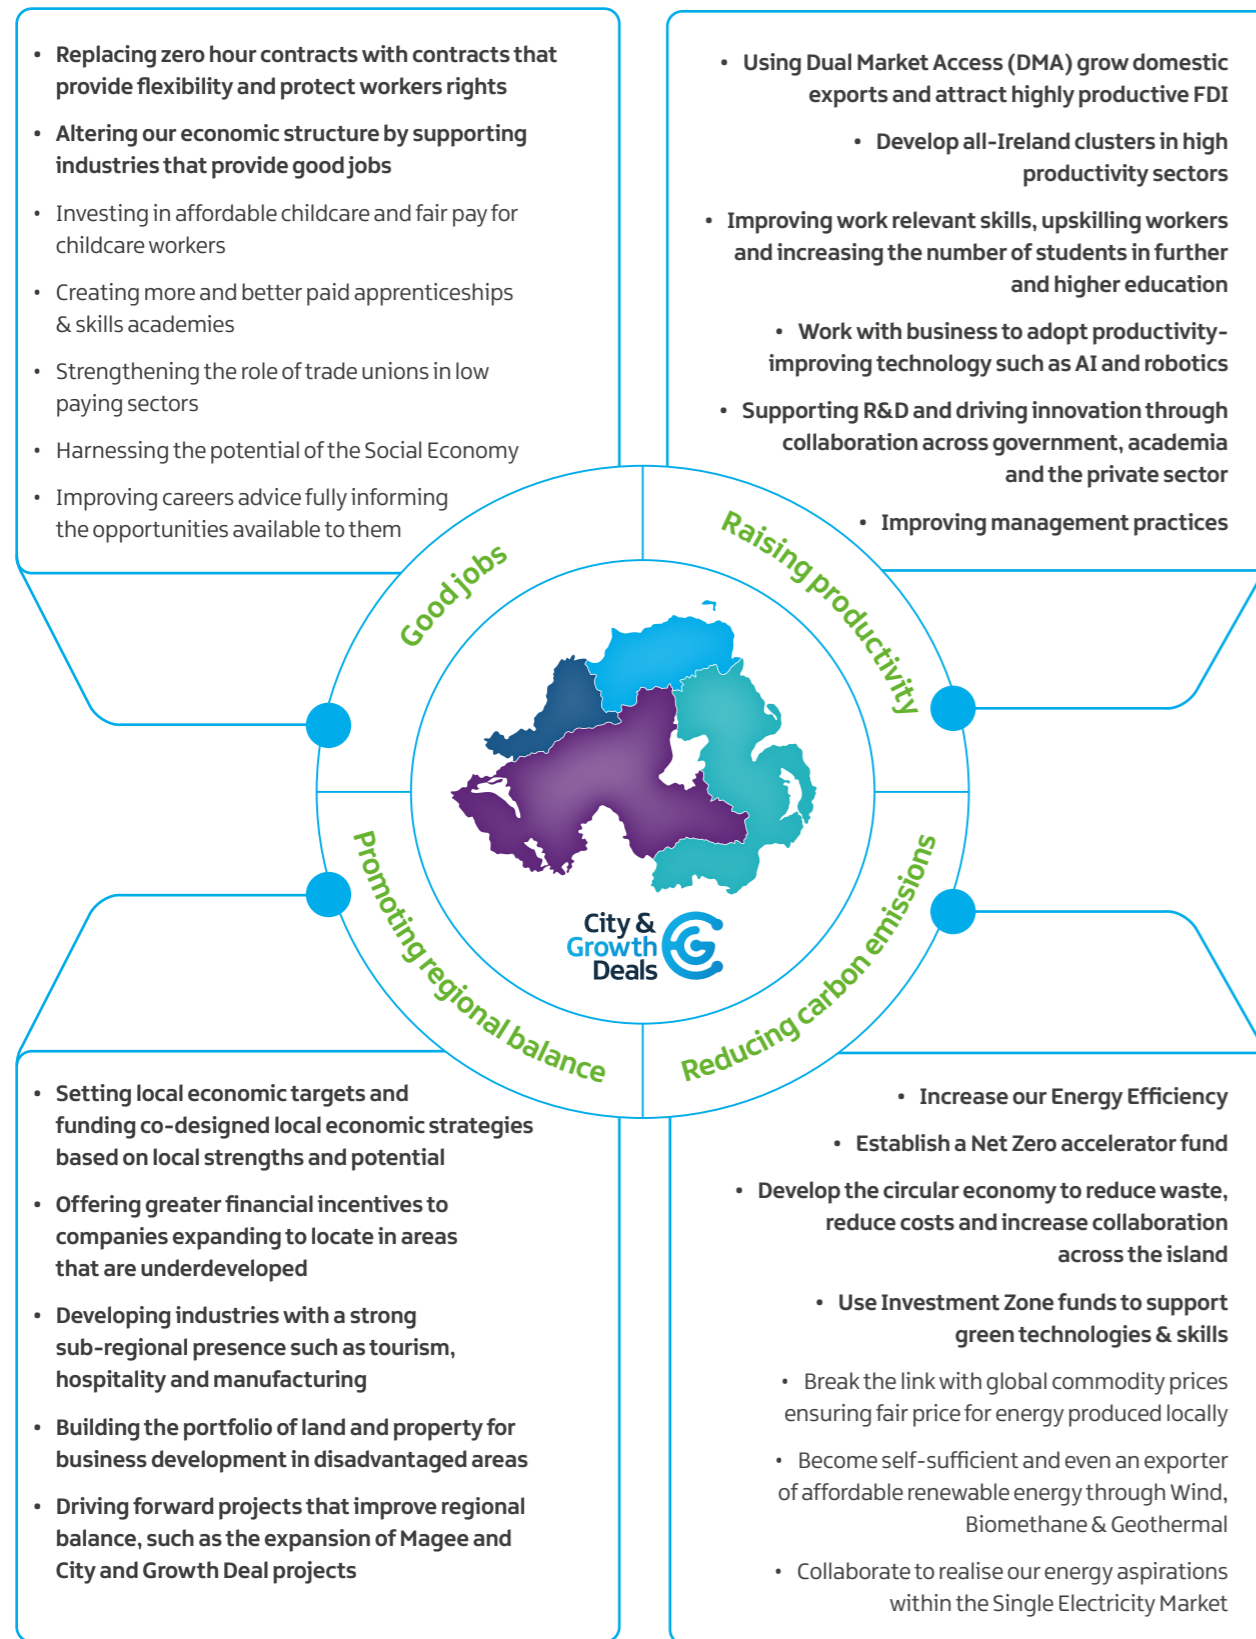 • Replacing zero hour contracts with contracts that
provide flexibility and protect workers rights
• Altering our economic structure by supporting
industries that provide good jobs
• Investing in affordable childcare and fair pay for
childcare workers
• Creating more and better paid apprenticeships
& skills academies
• Strengthening the role of trade unions in low
paying sectors
• Harnessing the potential of the Social Economy
• Improving careers advice fully informing
the opportunities available to them
• Using Dual Market Access (DMA) grow domestic
exports and attract highly productive FDI
• Develop all-Ireland clusters in high
productivity sectors
• Improving work relevant skills, upskilling workers
and increasing the number of students in further
and higher education
• Work with business to adopt productivity-
improving technology such as AI and robotics
• Supporting R&D and driving innovation through
collaboration across government, academia
and the private sector
• Improving management practices
Good jobs
Raising productivity
City &
Growth
Deals
Promoting regional balance
Reducing carbon emissions
• Setting local economic targets and
funding co-designed local economic strategies
based on local strengths and potential
• Offering greater financial incentives to
companies expanding to locate in areas
that are underdeveloped
• Developing industries with a strong
sub-regional presence such as tourism,
hospitality and manufacturing
• Building the portfolio of land and property for
business development in disadvantaged areas
• Driving forward projects that improve regional
balance, such as the expansion of Magee and
City and Growth Deal projects
• Increase our Energy Efficiency
• Establish a Net Zero accelerator fund
• Develop the circular economy to reduce waste,
reduce costs and increase collaboration
across the island
• Use Investment Zone funds to support
green technologies & skills
• Break the link with global commodity prices
ensuring fair price for energy produced locally
• Become self-sufficient and even an exporter
of affordable renewable energy through Wind,
Biomethane & Geothermal
• Collaborate to realise our energy aspirations
within the Single Electricity Market